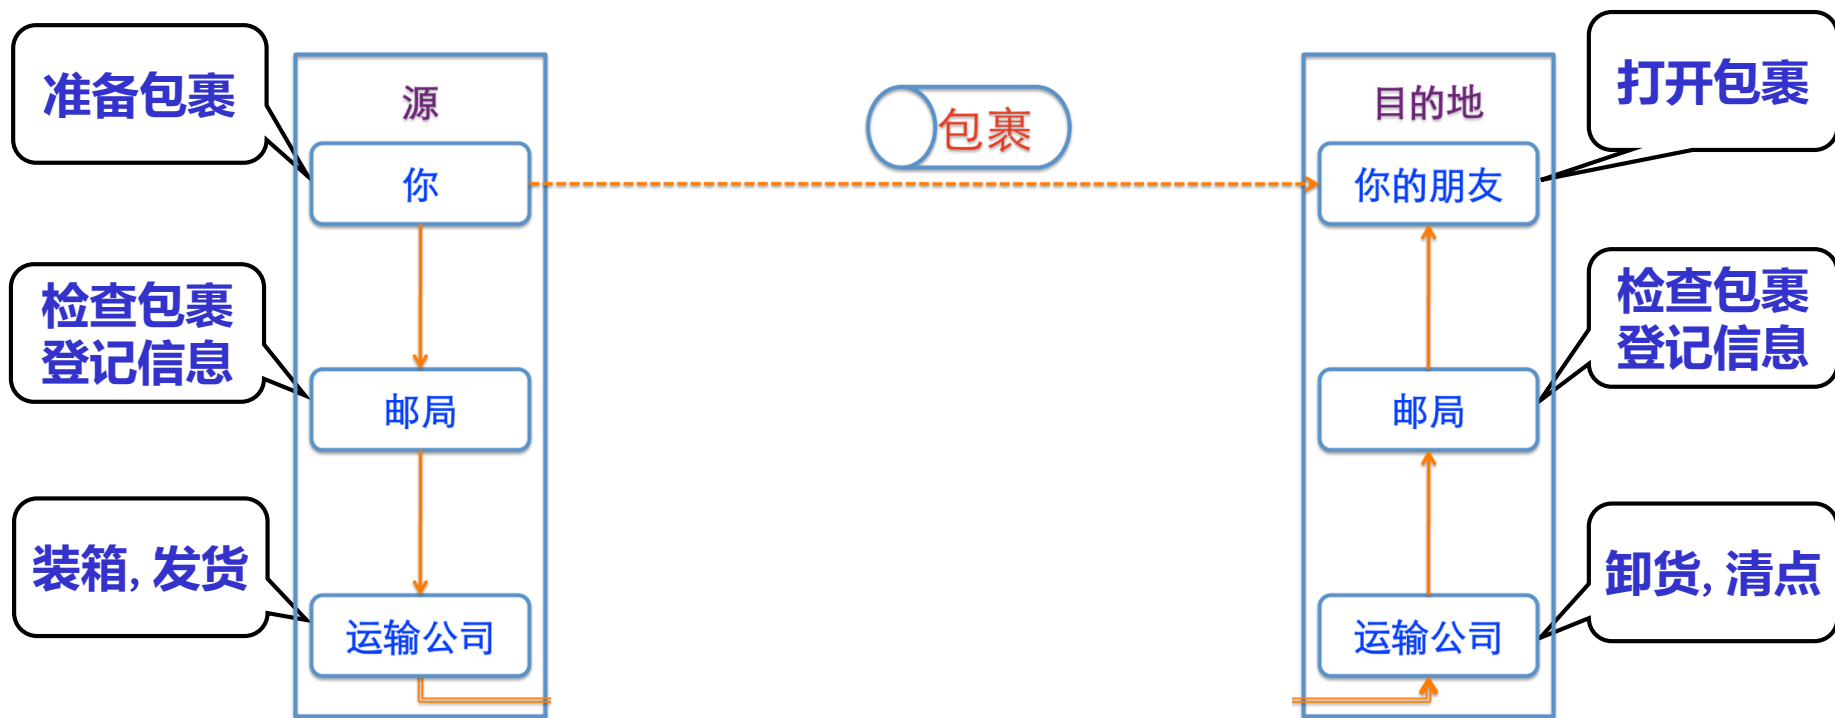 准备包裹
源
包裹
目的地
打开包裹
你
你的朋友
检查包裹
登记信息
检查包裹
登记信息
邮局
邮局
装箱, 发货
卸货, 清点
运输公司
运输公司